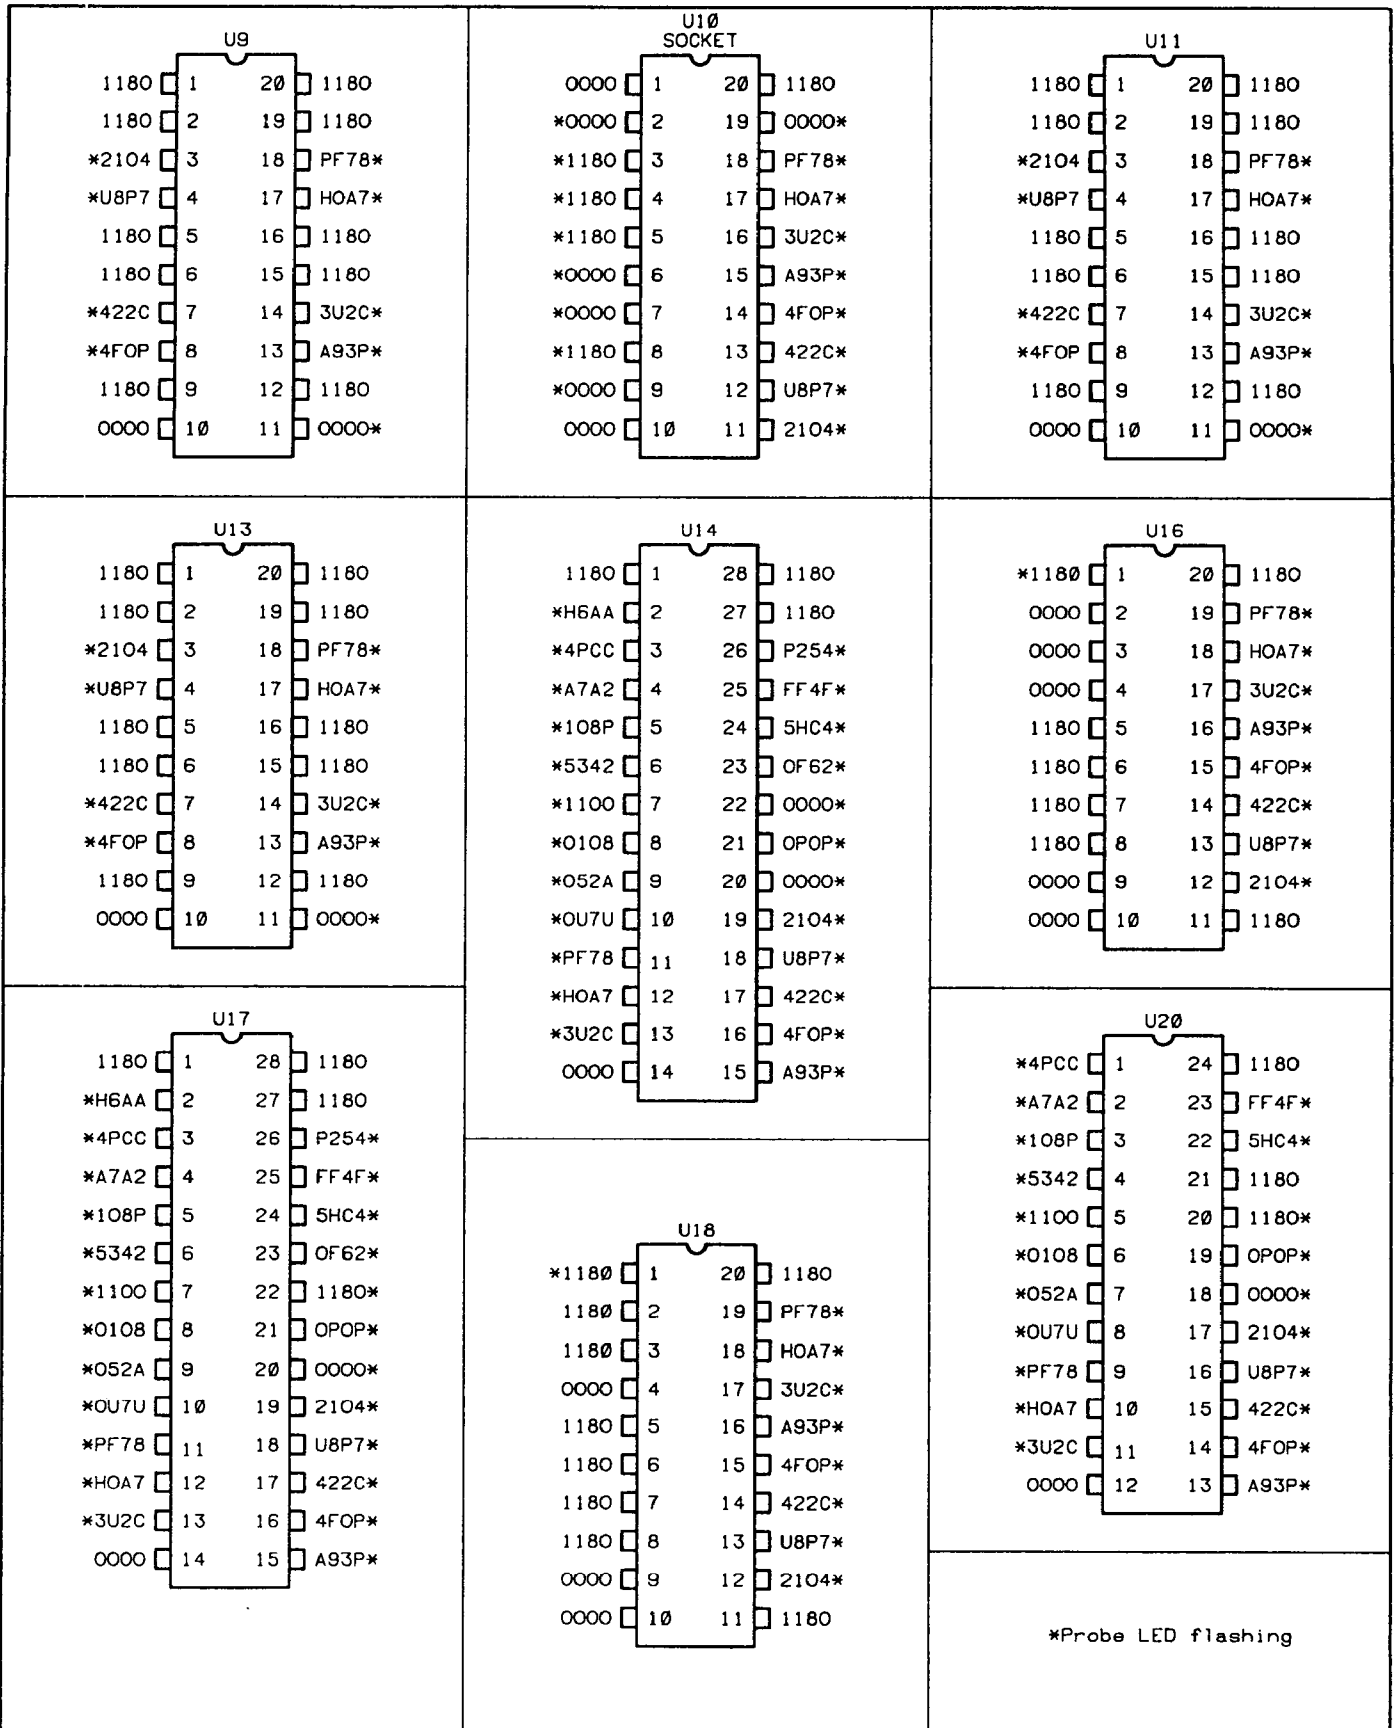 U9
1180 1 20 1180
1180 2 19 1180
*2104 3 18 PF78*
*U8P7 4 17 HOA7*
1180 5 16 1180
1180 6 15 1180
*422C 7 14 3U2C*
*4FOP 8 13 A93P*
1180 9 12 1180
0000 10 11 0000*
U10
SOCKET
0000 1 20 1180
*0000 2 19 0000*
*1180 3 18 PF78*
*1180 4 17 HOA7*
*1180 5 16 3U2C*
*0000 6 15 A93P*
*0000 7 14 4FOP*
*1180 8 13 422C*
*0000 9 12 U8P7*
0000 10 11 2104*
U11
1180 1 20 1180
1180 2 19 1180
*2104 3 18 PF78*
*U8P7 4 17 HOA7*
1180 5 16 1180
1180 6 15 1180
*422C 7 14 3U2C*
*4FOP 8 13 A93P*
1180 9 12 1180
0000 10 11 0000*
U13
1180 1 20 1180
1180 2 19 1180
*2104 3 18 PF78*
*U8P7 4 17 HOA7*
1180 5 16 1180
1180 6 15 1180
*422C 7 14 3U2C*
*4FOP 8 13 A93P*
1180 9 12 1180
0000 10 11 0000*
U14
1180 1 28 1180
*H6AA 2 27 1180
*4PCC 3 26 P254*
*A7A2 4 25 FF4F*
*108P 5 24 5HC4*
*5342 6 23 OF62*
*1100 7 22 0000*
*0108 8 21 OPOP*
*052A 9 20 0000*
*0U7U 10 19 2104*
*PF78 11 18 U8P7*
*HOA7 12 17 422C*
*3U2C 13 16 4FOP*
0000 14 15 A93P*
U16
*1180 1 20 1180
0000 2 19 PF78*
0000 3 18 HOA7*
0000 4 17 3U2C*
1180 5 16 A93P*
1180 6 15 4FOP*
1180 7 14 422C*
1180 8 13 U8P7*
0000 9 12 2104*
0000 10 11 1180
U17
1180 1 28 1180
*H6AA 2 27 1180
*4PCC 3 26 P254*
*A7A2 4 25 FF4F*
*108P 5 24 5HC4*
*5342 6 23 OF62*
*1100 7 22 1180*
*0108 8 21 OPOP*
*052A 9 20 0000*
*0U7U 10 19 2104*
*PF78 11 18 U8P7*
*HOA7 12 17 422C*
*3U2C 13 16 4FOP*
0000 14 15 A93P*
U18
*1180 1 20 1180
1180 2 19 PF78*
1180 3 18 HOA7*
0000 4 17 3U2C*
1180 5 16 A93P*
1180 6 15 4FOP*
1180 7 14 422C*
1180 8 13 U8P7*
0000 9 12 2104*
0000 10 11 1180
U20
*4PCC 1 24 1180
*A7A2 2 23 FF4F*
*108P 3 22 5HC4*
*5342 4 21 1180
*1100 5 20 1180*
*0108 6 19 OPOP*
*052A 7 18 0000*
*0U7U 8 17 2104*
*PF78 9 16 U8P7*
*HOA7 10 15 422C*
*3U2C 11 14 4FOP*
0000 12 13 A93P*
*Probe LED flashing